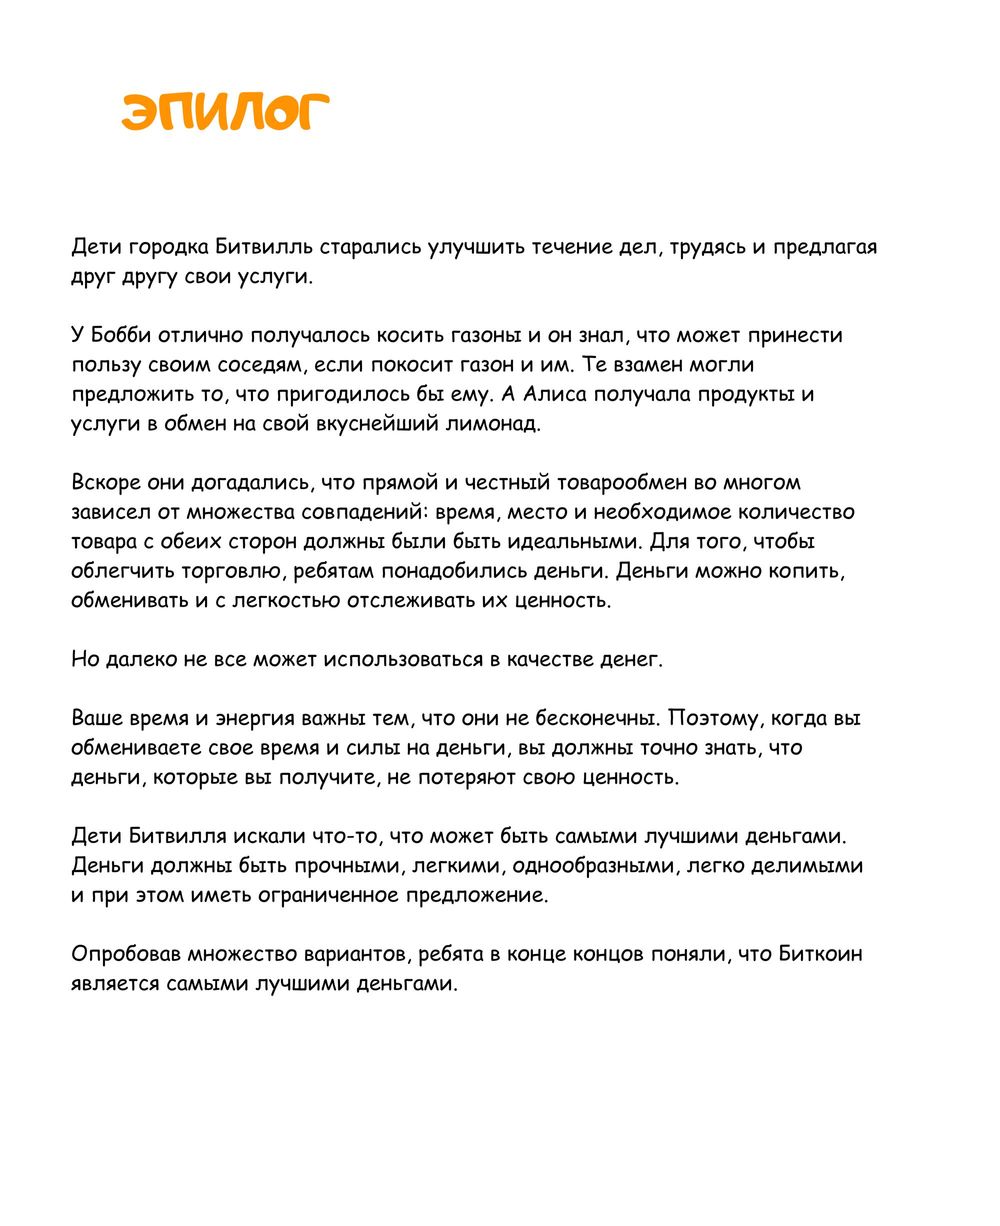 ЭПИЛОГ
Дети городка Битвилль старались улучшить течение дел, трудясь и предлагая
друг другу свои услуги.
У Бобби отлично получалось косить газоны и он знал, что может принести
пользу своим соседям, если покосит газон и им. Те взамен могли
предложить то, что пригодилось бы ему. А Алиса получала продукты и
услуги в обмен на свой вкуснейший лимонад.
Вскоре они догадались, что прямой и честный товарообмен во многом
зависел от множества совпадений: время, место и необходимое количество
товара с обеих сторон должны были быть идеальными. Для того, чтобы
облегчить торговлю, ребятам понадобились деньги. Деньги можно копить,
обменивать и с легкостью отслеживать их ценность.
Но далеко не все может использоваться в качестве денег.
Ваше время и энергия важны тем, что они не бесконечны. Поэтому, когда вы
обмениваете свое время и силы на деньги, вы должны точно знать, что
деньги, которые вы получите, не потеряют свою ценность.
Дети Битвилля искали что-то, что может быть самыми лучшими деньгами.
Деньги должны быть прочными, легкими, однообразными, легко делимыми
и при этом иметь ограниченное предложение.
Опробовав множество вариантов, ребята в конце концов поняли, что Биткоин
является самыми лучшими деньгами.